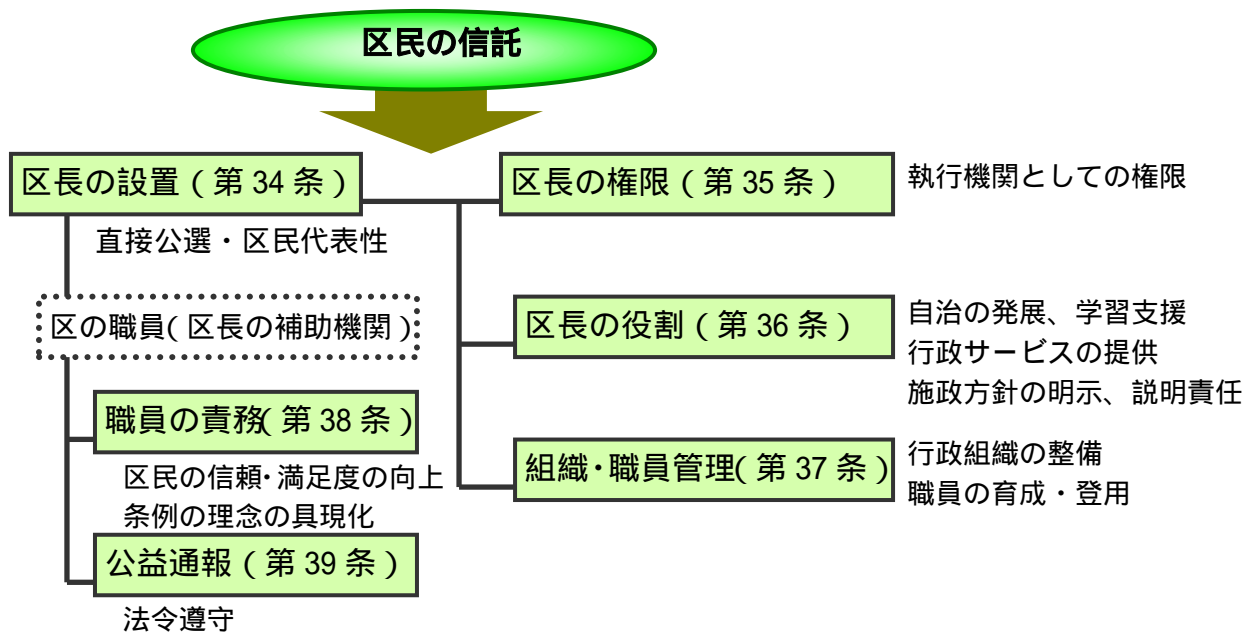 区民の信託
区長の設置（第 34 条）
直接公選・区民代表性
区の職員（区長の補助機関）
職員の責務（第 38 条）
区民の信頼・満足度の向上
条例の理念の具現化
公益通報（第 39 条）
法令遵守
区長の権限（第 35 条）
執行機関としての権限
区長の役割（第 36 条）
自治の発展、学習支援
行政サービスの提供
施政方針の明示、説明責任
組織・職員管理（第 37 条）
行政組織の整備
職員の育成・登用